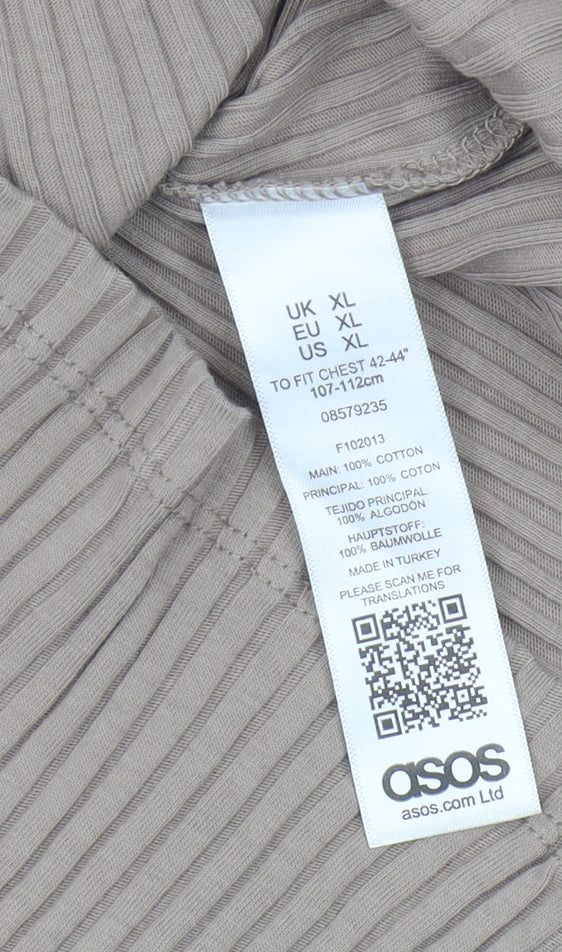 UK XL
EU XL
US XL
TO FIT CHEST 42-44"
107-112cm
08579235
F102013
MAIN: 100% COTTON
PRINCIPAL: 100% COTON
TEJIDO PRINCIPAL:
100% ALGODÓN
HAUPTSTOFF:
100% BAUMWOLLE
MADE IN TURKEY
PLEASE SCAN ME FOR
TRANSLATIONS
asos
asos.com Ltd